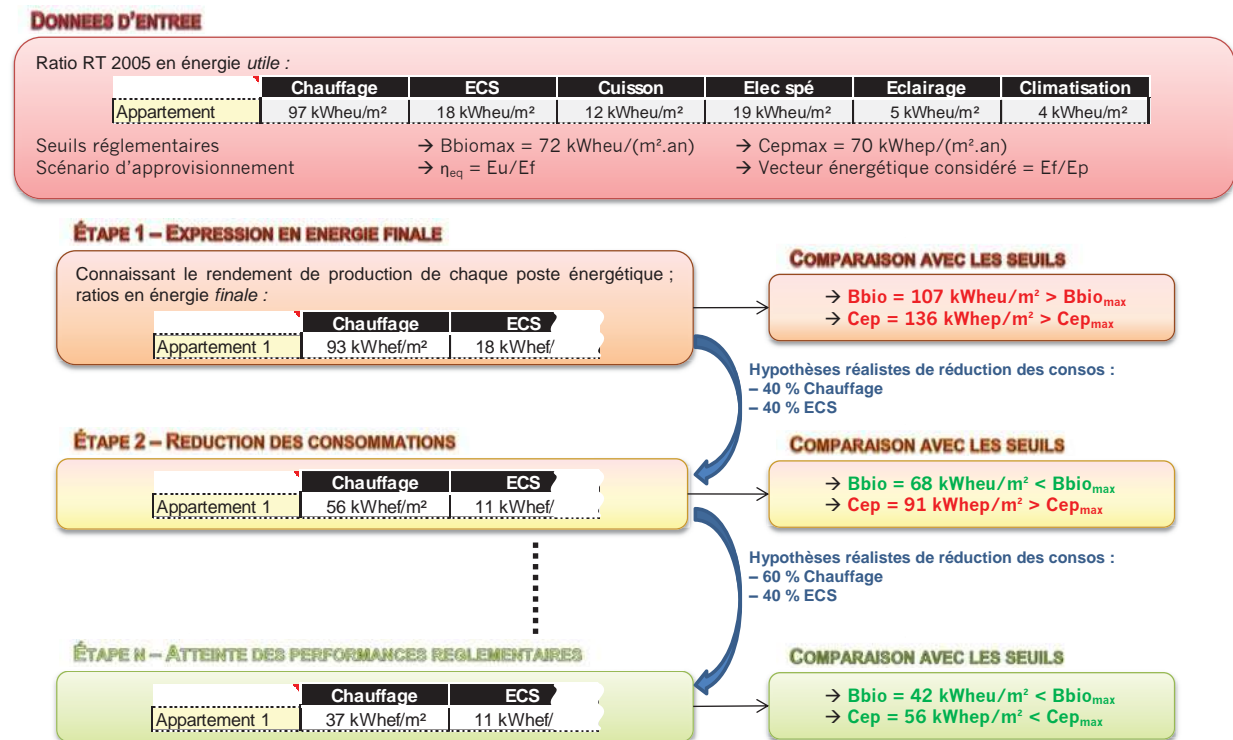 DONNEES D'ENTREE
Ratio RT 2005 en énergie utile :
Chauffage ECS Cuisson Elec spé Eclairage Climatisation
Appartement 97 kWheu/m² 18 kWheu/m² 12 kWheu/m² 19 kWheu/m² 5 kWheu/m² 4 kWheu/m²
Seuils réglementaires → Bbiomax = 72 kWheu/(m².an) → Cepmax = 70 kWhep/(m².an)
Scénario d'approvisionnement → ηeq = Eu/Ef → Vecteur énergétique considéré = Ef/Ep
ÉTAPE 1 – EXPRESSION EN ENERGIE FINALE
Connaissant le rendement de production de chaque poste énergétique ;
ratios en énergie finale :
Chauffage ECS
Appartement 1 93 kWhef/m² 18 kWhef/
COMPARAISON AVEC LES SEUILS
→ Bbio = 107 kWheu/m² > Bbiomax
→ Cep = 136 kWhep/m² > Cepmax
Hypothèses réalistes de réduction des consos :
– 40 % Chauffage
– 40 % ECS
ÉTAPE 2 – REDUCTION DES CONSOMMATIONS
Chauffage ECS
Appartement 1 56 kWhef/m² 11 kWhef/
COMPARAISON AVEC LES SEUILS
→ Bbio = 68 kWheu/m² < Bbiomax
→ Cep = 91 kWhep/m² > Cepmax
Hypothèses réalistes de réduction des consos :
– 60 % Chauffage
– 40 % ECS
ÉTAPE N – ATTEINTE DES PERFORMANCES REGLEMENTAIRES
Chauffage ECS
Appartement 1 37 kWhef/m² 11 kWhef/
COMPARAISON AVEC LES SEUILS
→ Bbio = 42 kWheu/m² < Bbiomax
→ Cep = 56 kWhep/m² < Cepmax